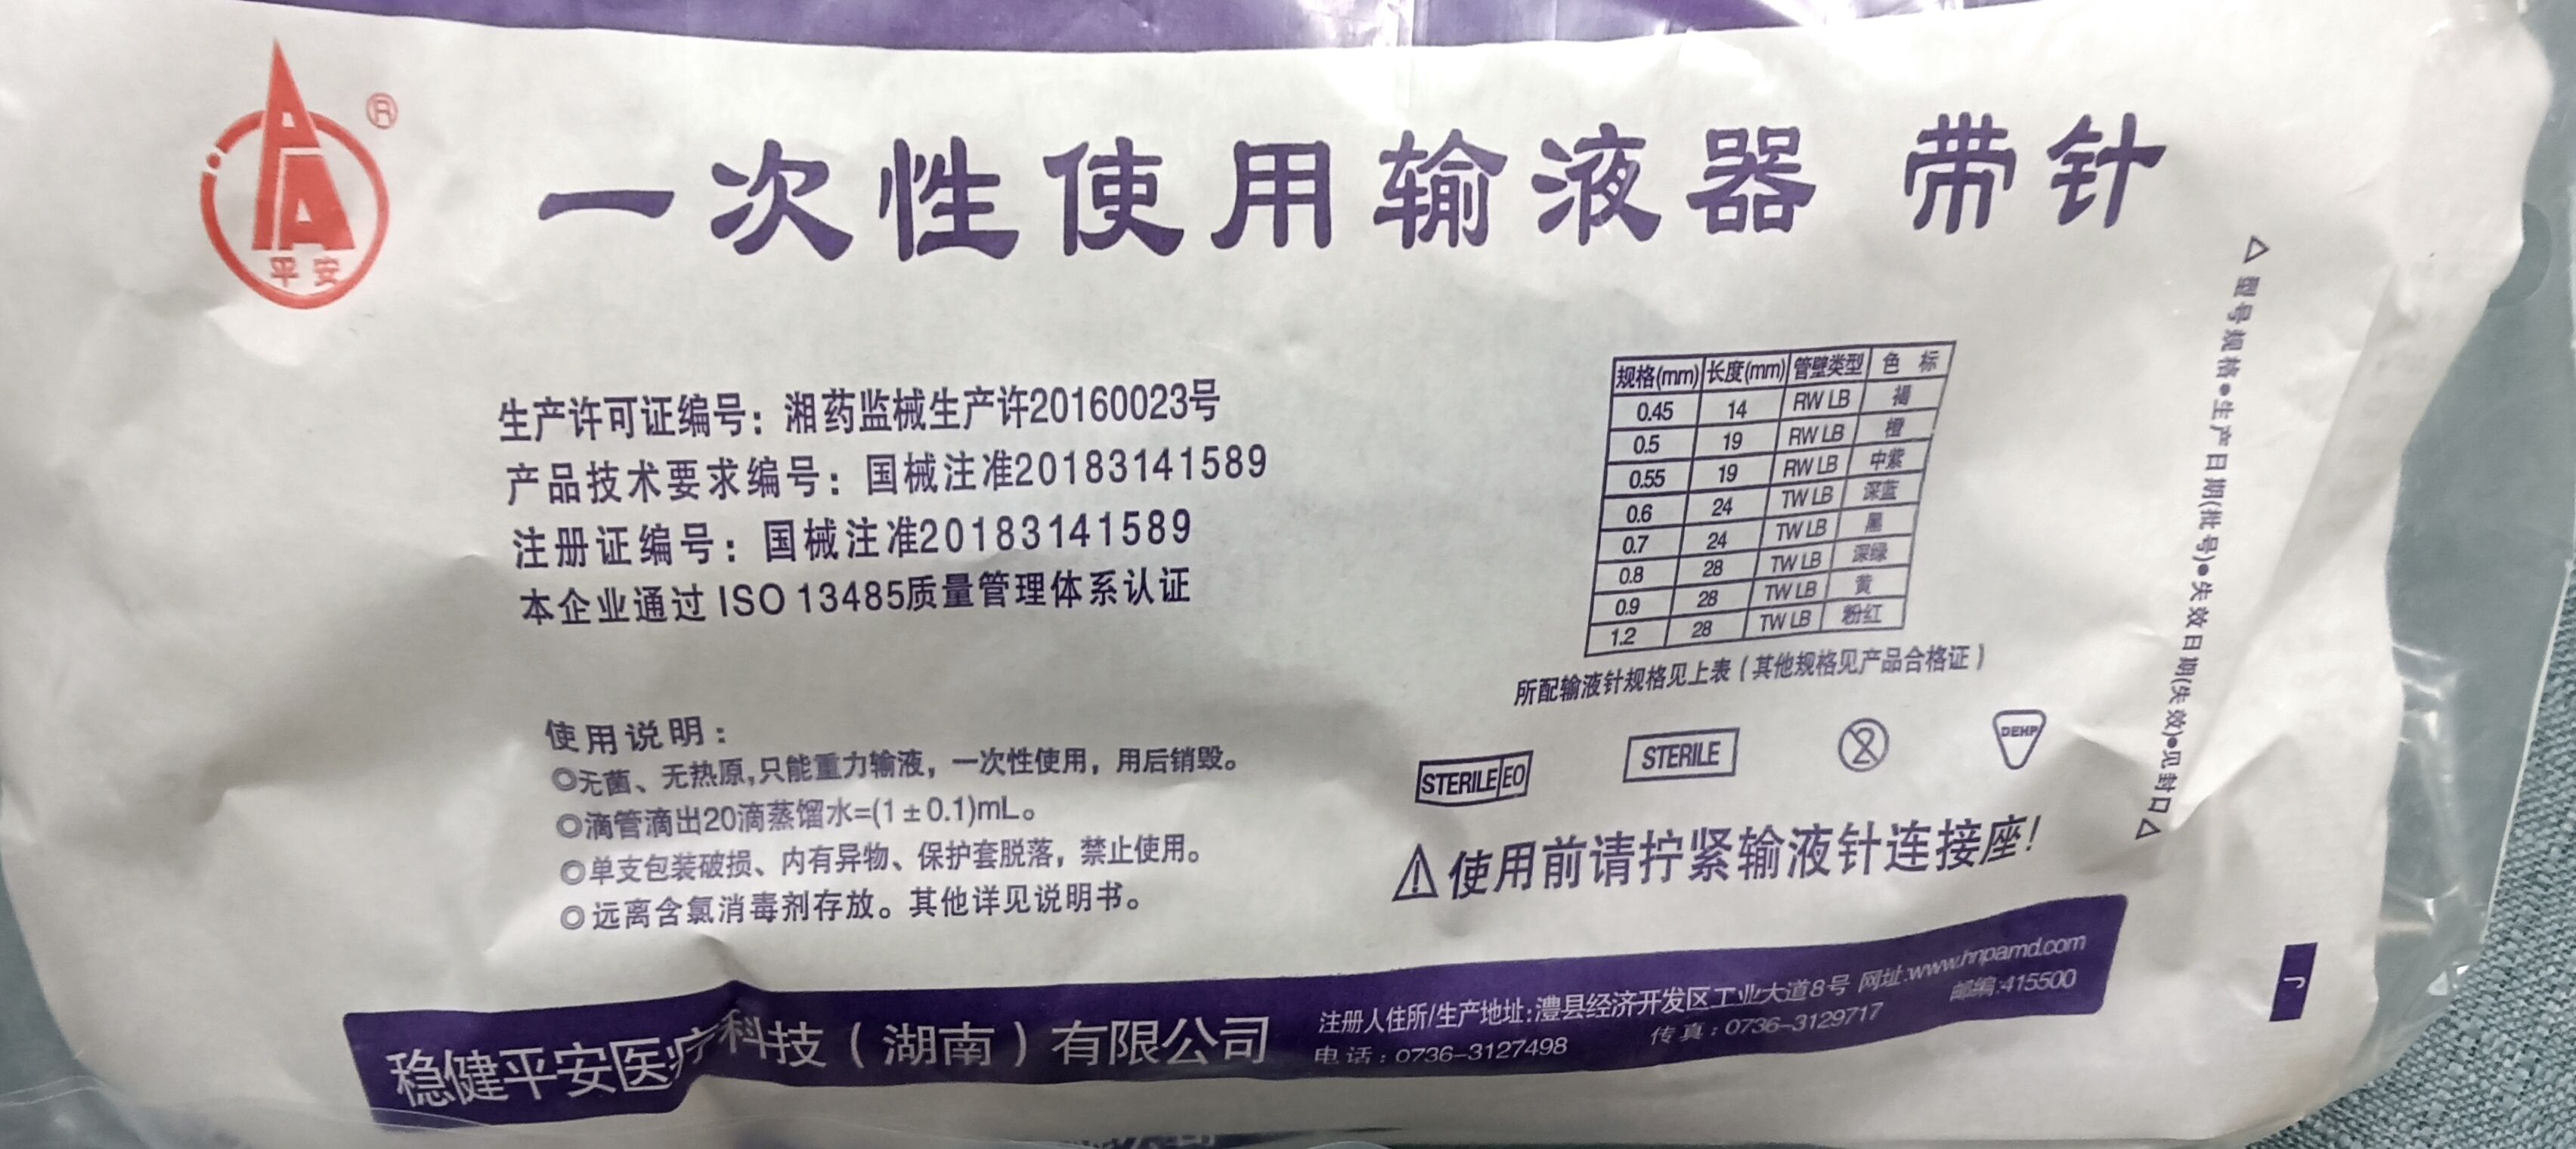 PA
平安
®
一次性使用输液器 带针
生产许可证编号：湘药监械生产许20160023号
产品技术要求编号：国械注准20183141589
注册证编号：国械注准20183141589
本企业通过 ISO 13485质量管理体系认证
规格(mm) 长度(mm) 管壁类型 色 标
0.45 14 RW LB 褐
0.5 19 RW LB 橙
0.55 19 RW LB 中紫
0.6 24 TW LB 深蓝
0.7 24 TW LB 黑
0.8 28 TW LB 深绿
0.9 28 TW LB 黄
1.2 28 TW LB 粉红
所配输液针规格见上表（其他规格见产品合格证）
使用说明：
◎无菌、无热原,只能重力输液，一次性使用，用后销毁。
◎滴管滴出20滴蒸馏水=(1±0.1)mL。
◎单支包装破损、内有异物、保护套脱落，禁止使用。
◎远离含氯消毒剂存放。其他详见说明书。
STERILE EO
STERILE
2
DEHP
⚠使用前请拧紧输液针连接座！
△型号规格●生产日期(批号)●失效日期(失效)●见封口△
稳健平安医疗科技（湖南）有限公司
注册人住所/生产地址:澧县经济开发区工业大道8号 网址:www.hnpamd.com
电话：0736-3127498 传真：0736-3129717 邮编:415500
J